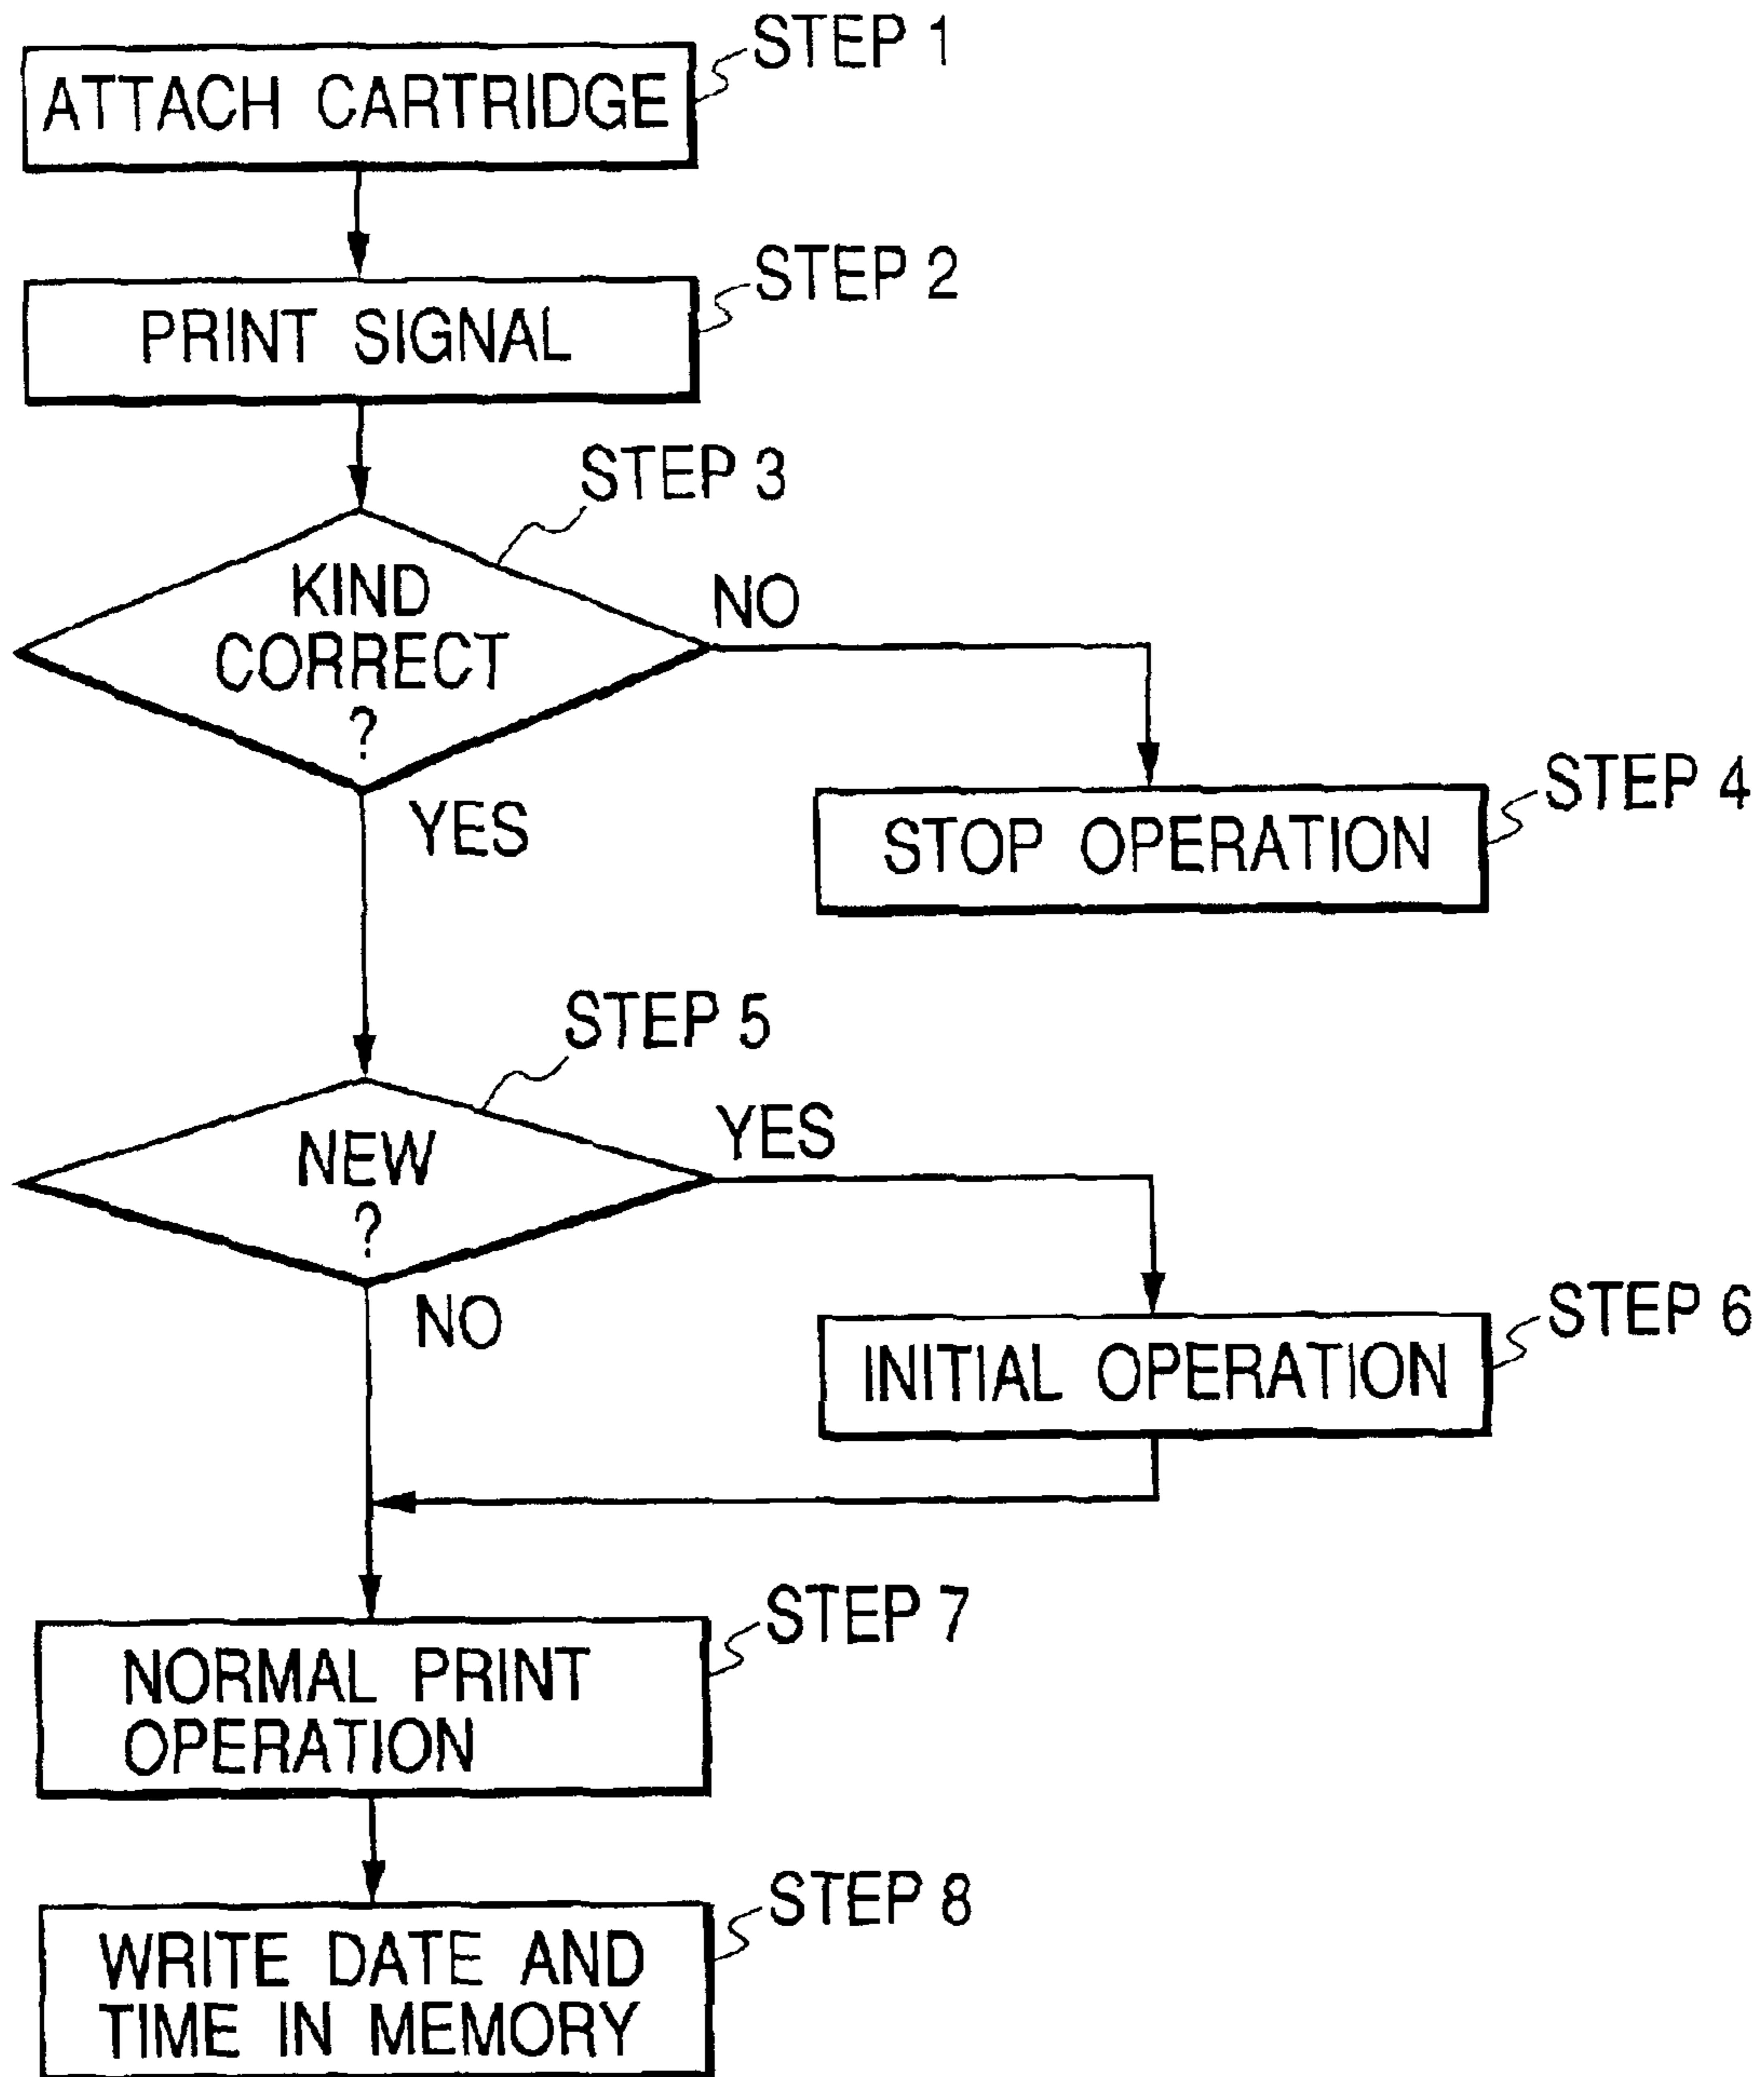 STEP 1
ATTACH CARTRIDGE
STEP 2
PRINT SIGNAL
STEP 3
KIND
CORRECT
?
NO
YES
STEP 4
STOP OPERATION
STEP 5
NEW
?
YES
NO
STEP 6
INITIAL OPERATION
STEP 7
NORMAL PRINT
OPERATION
STEP 8
WRITE DATE AND
TIME IN MEMORY